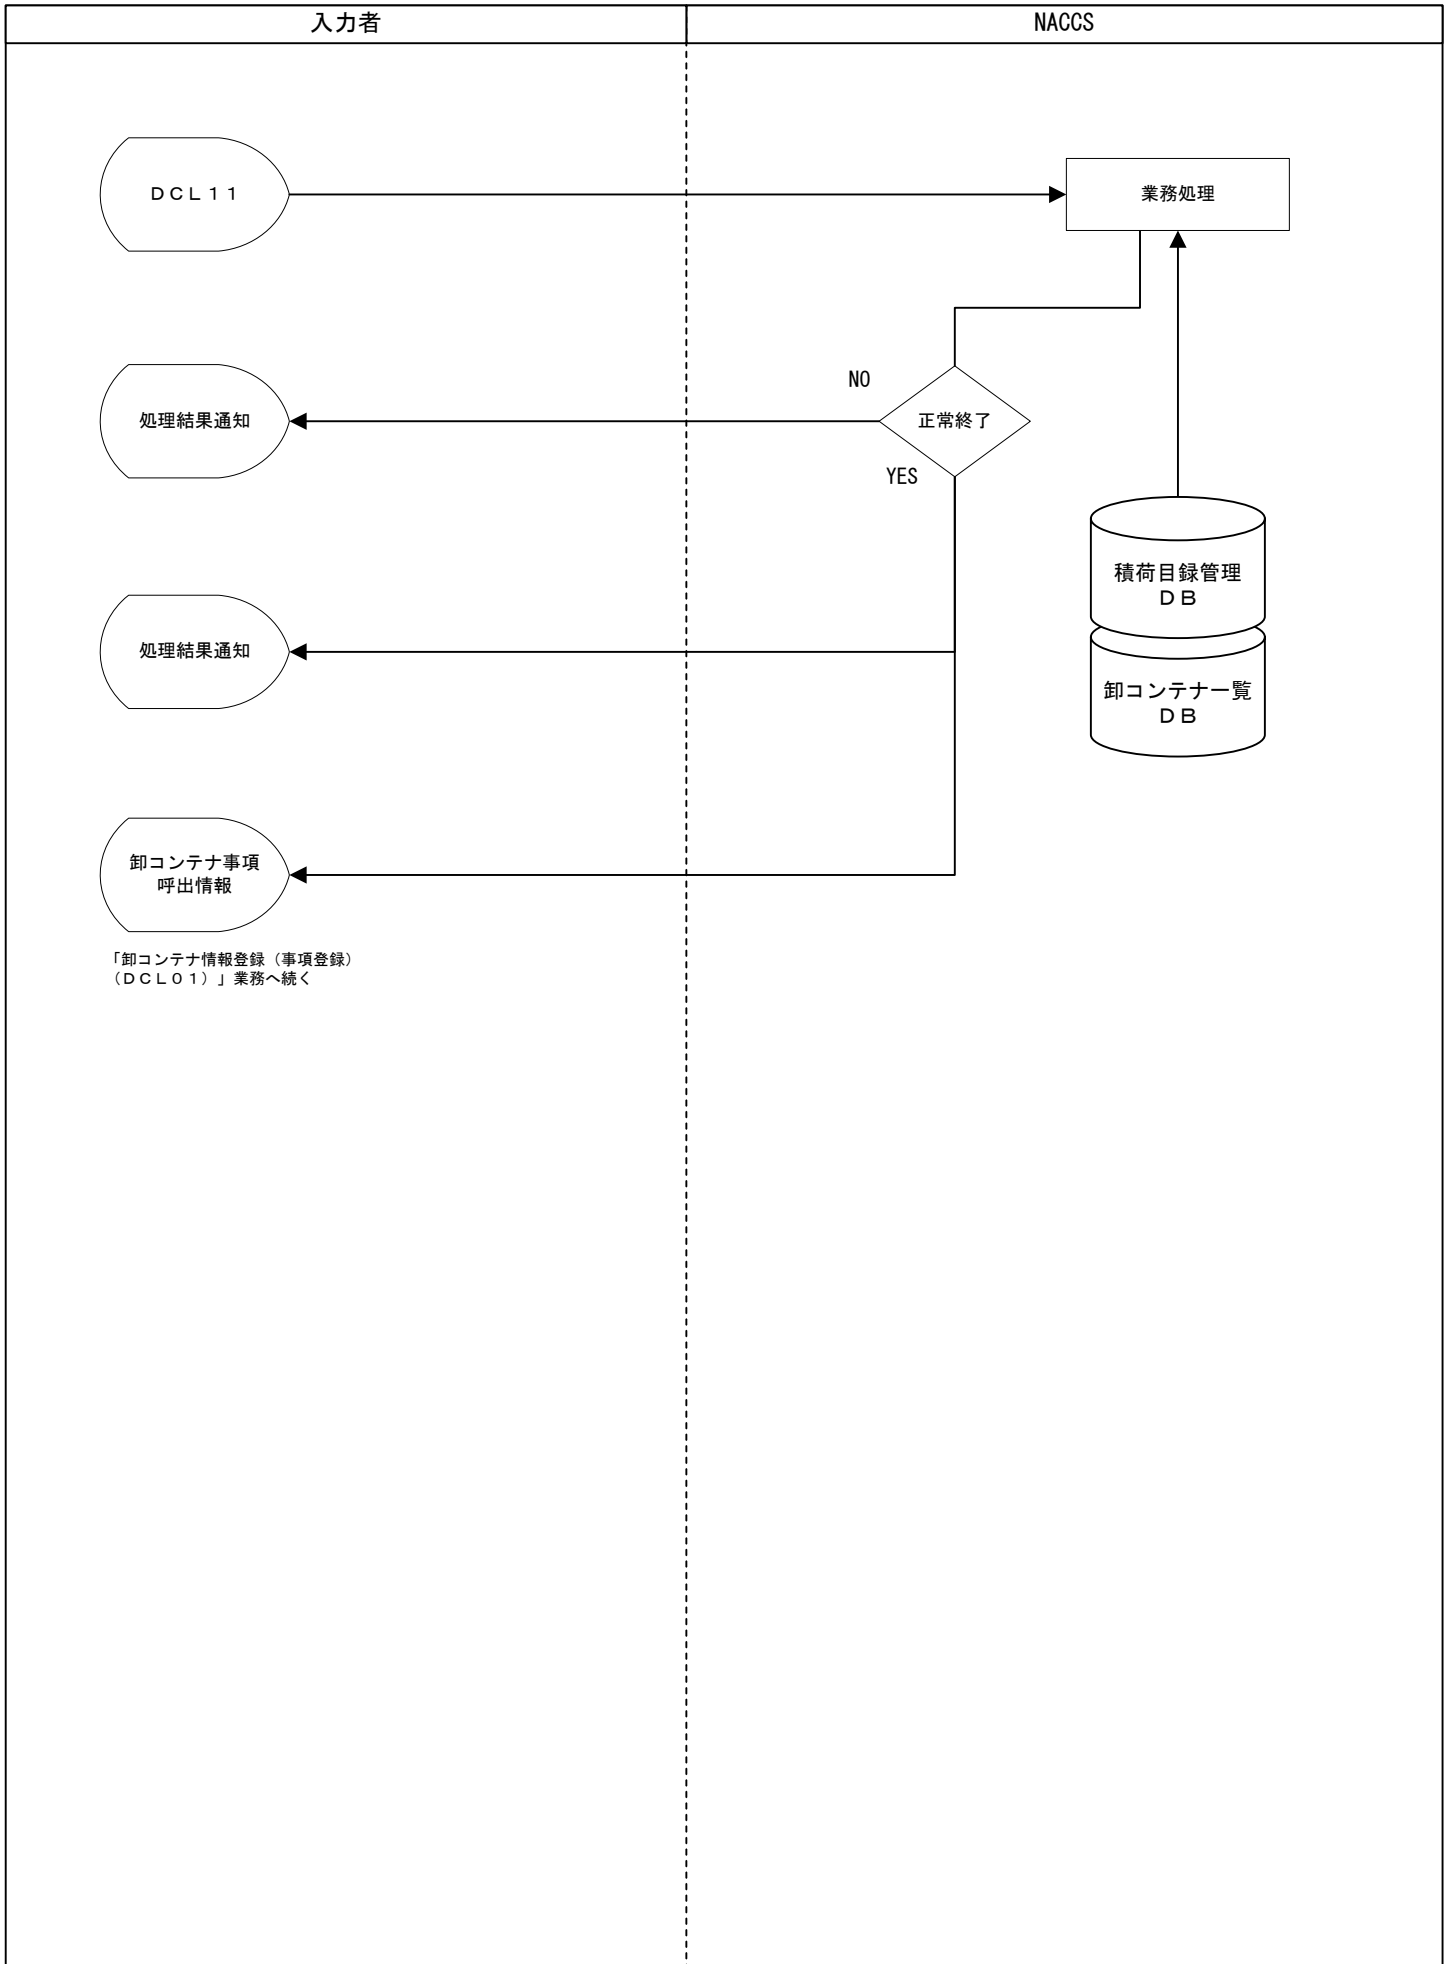 入力者
NACCS
ＤＣＬ１１
業務処理
NO
処理結果通知
正常終了
YES
積荷目録管理
ＤＢ
処理結果通知
卸コンテナ一覧
ＤＢ
卸コンテナ事項
呼出情報
「卸コンテナ情報登録（事項登録）
（ＤＣＬ０１）」業務へ続く